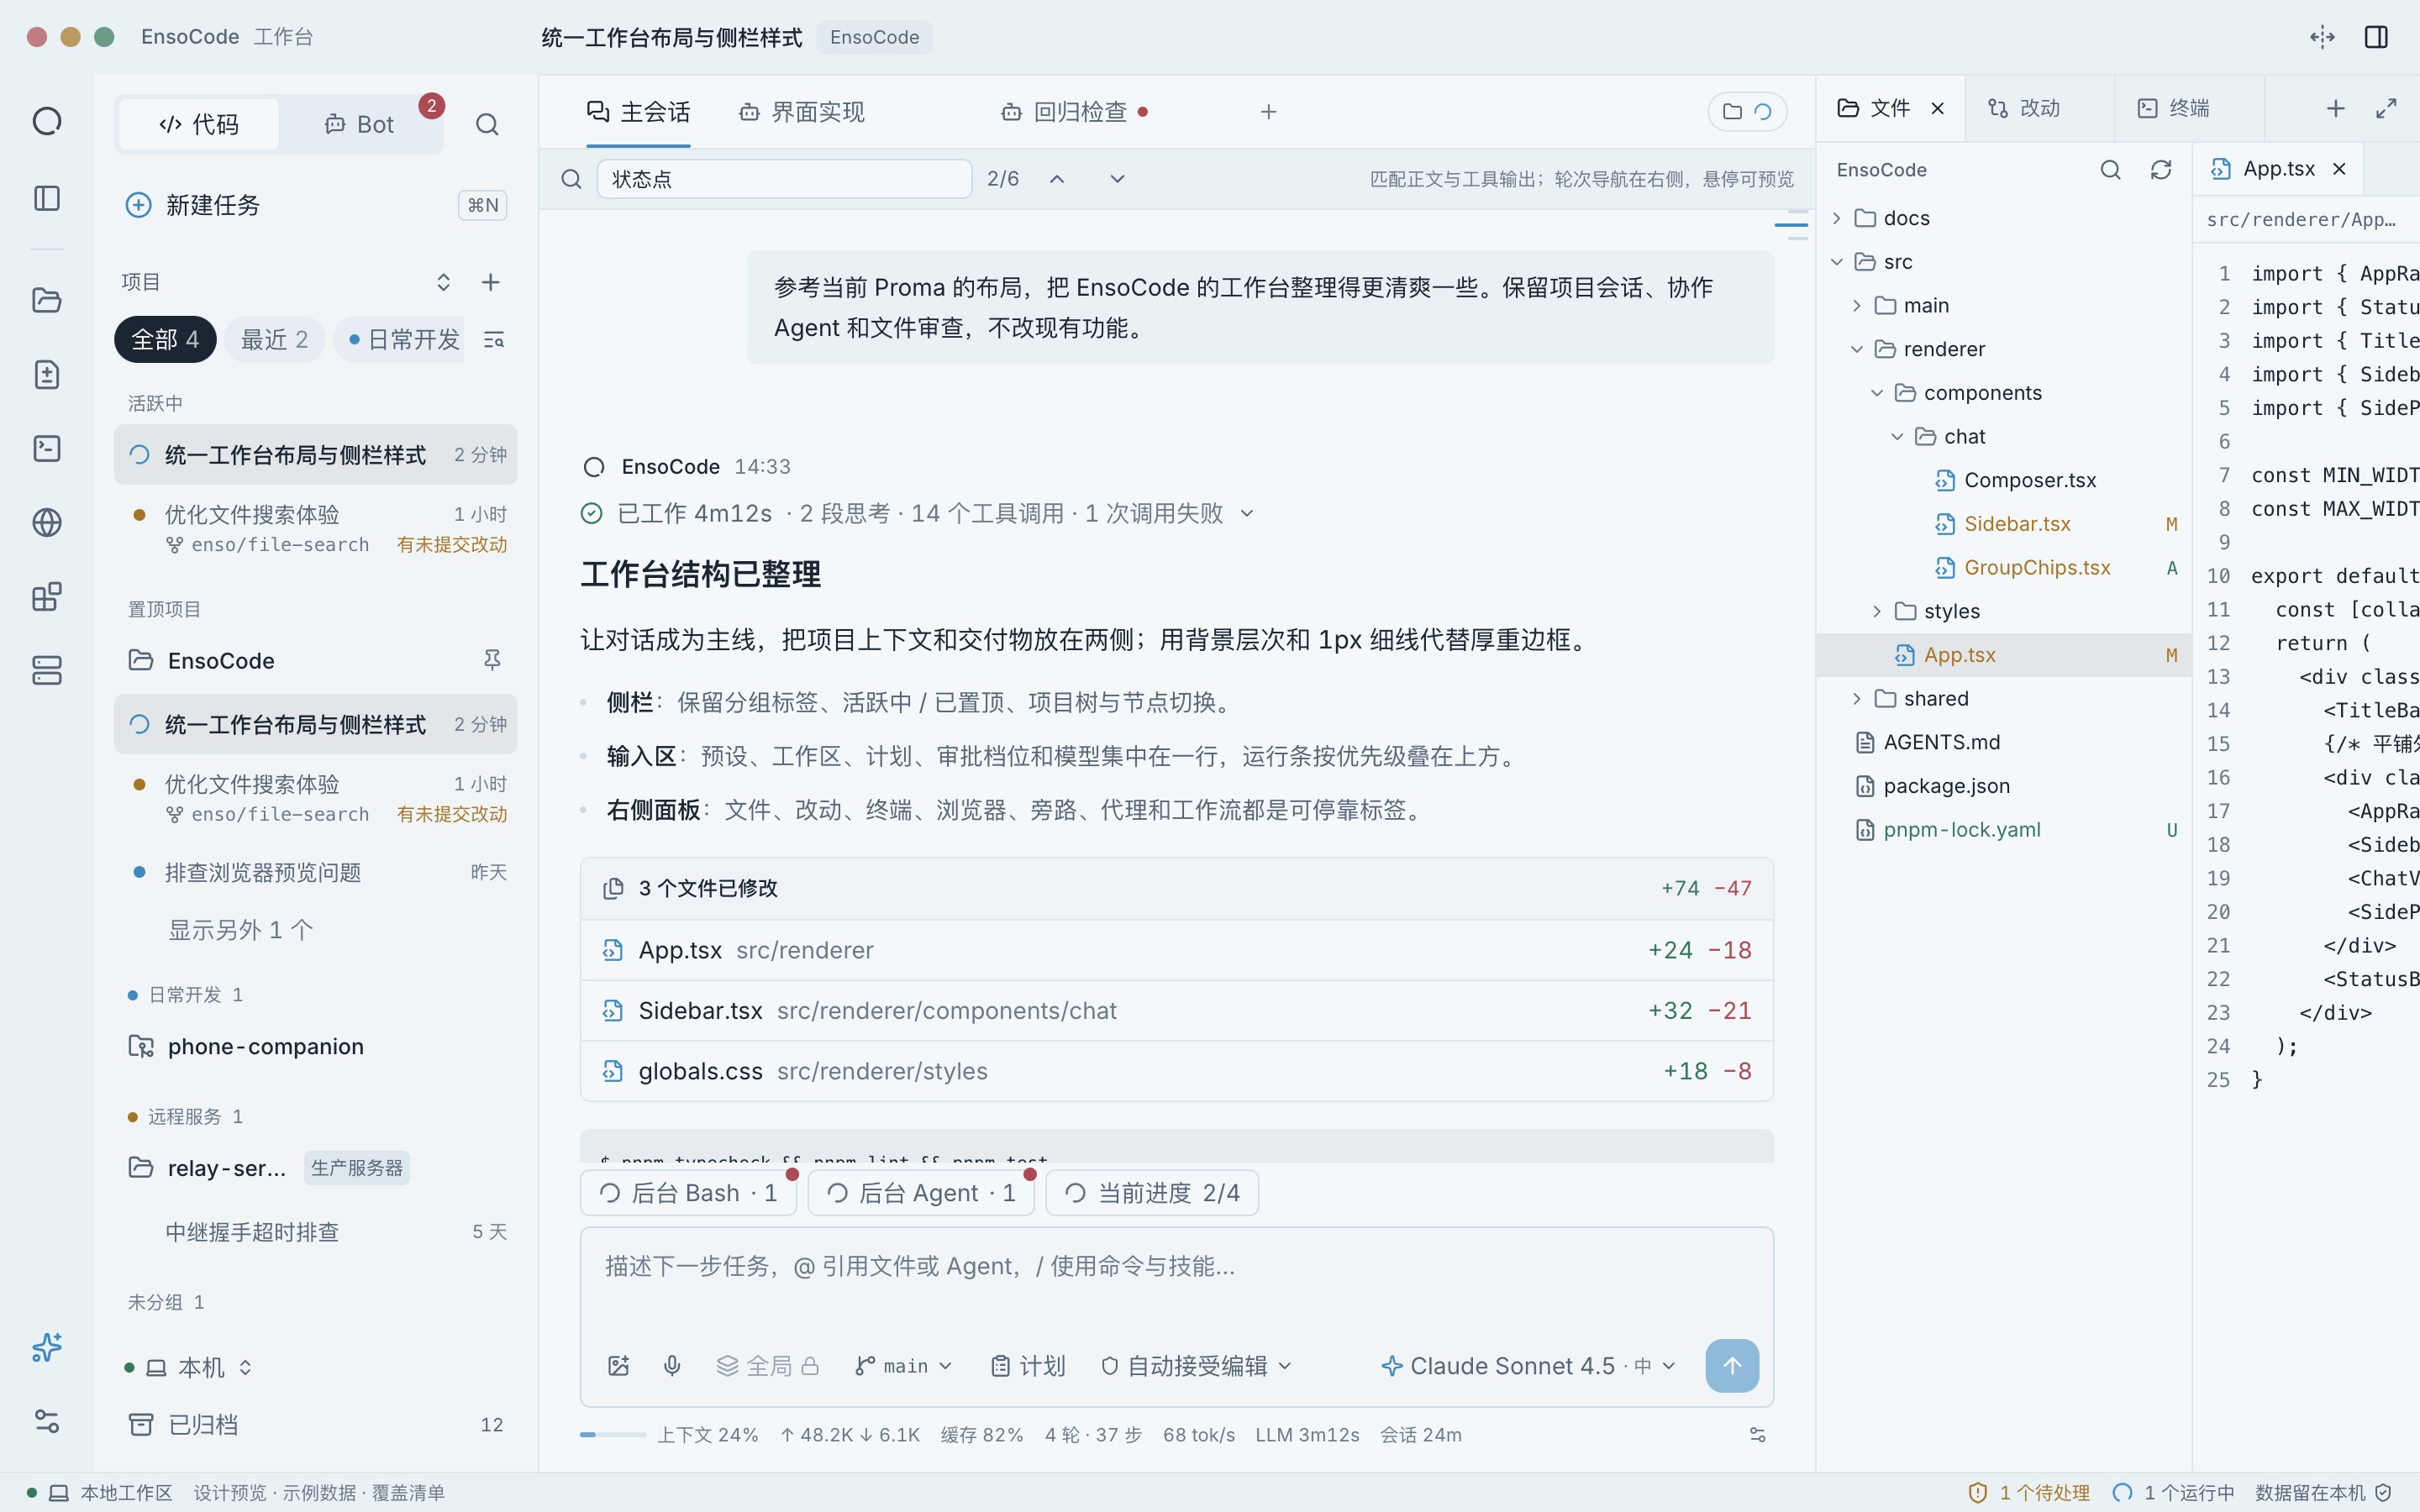 EnsoCode 工作台
统一工作台布局与侧栏样式 EnsoCode
代码 Bot 2
新建任务 ⌘N
项目
全部 4 最近 2 日常开发
活跃中
统一工作台布局与侧栏样式 2 分钟
优化文件搜索体验 1 小时
enso/file-search 有未提交改动
置顶项目
EnsoCode
统一工作台布局与侧栏样式 2 分钟
优化文件搜索体验 1 小时
enso/file-search 有未提交改动
排查浏览器预览问题 昨天
显示另外 1 个
日常开发 1
phone-companion
远程服务 1
relay-ser... 生产服务器
中继握手超时排查 5 天
未分组 1
本机
已归档 12
主会话 界面实现 回归检查
状态点 2/6 匹配正文与工具输出；轮次导航在右侧，悬停可预览
参考当前 Proma 的布局，把 EnsoCode 的工作台整理得更清爽一些。保留项目会话、协作
Agent 和文件审查，不改现有功能。
EnsoCode 14:33
已工作 4m12s · 2 段思考 · 14 个工具调用 · 1 次调用失败
工作台结构已整理
让对话成为主线，把项目上下文和交付物放在两侧；用背景层次和 1px 细线代替厚重边框。
侧栏：保留分组标签、活跃中 / 已置顶、项目树与节点切换。
输入区：预设、工作区、计划、审批档位和模型集中在一行，运行条按优先级叠在上方。
右侧面板：文件、改动、终端、浏览器、旁路、代理和工作流都是可停靠标签。
3 个文件已修改 +74 −47
App.tsx src/renderer +24 −18
Sidebar.tsx src/renderer/components/chat +32 −21
globals.css src/renderer/styles +18 −8
$ pnpm typecheck && pnpm lint && pnpm test
后台 Bash · 1 后台 Agent · 1 当前进度 2/4
描述下一步任务，@ 引用文件或 Agent，/ 使用命令与技能...
全局 main 计划 自动接受编辑 Claude Sonnet 4.5 · 中
上下文 24% ↑ 48.2K ↓ 6.1K 缓存 82% 4 轮 · 37 步 68 tok/s LLM 3m12s 会话 24m
文件 改动 终端
EnsoCode
docs
src
main
renderer
components
chat
Composer.tsx
Sidebar.tsx M
GroupChips.tsx A
styles
App.tsx M
shared
AGENTS.md
package.json
pnpm-lock.yaml U
App.tsx
src/renderer/App…
1 import { AppRa
2 import { Statu
3 import { Title
4 import { Sideb
5 import { SideP
6
7 const MIN_WIDT
8 const MAX_WIDT
9
10 export default
11 const [colla
12 return (
13 <div class
14 <TitleBa
15 {/* 平铺
16 <div cla
17 <AppRa
18 <Sideb
19 <ChatV
20 <SideP
21 </div>
22 <StatusB
23 </div>
24 );
25 }
本地工作区 设计预览 · 示例数据 · 覆盖清单
1 个待处理 1 个运行中 数据留在本机